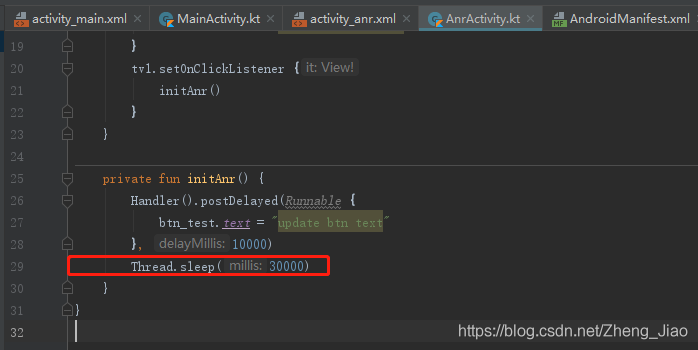 activity_main.xml MainActivity.kt activity_anr.xml AnrActivity.kt AndroidManifest.xml
19 }
20 tv1.setOnClickListener { it: View!
21 initAnr()
22 }
23 }
24
25 private fun initAnr() {
26 Handler().postDelayed(Runnable {
27 btn_test.text = "update btn text"
28 }, delayMillis: 10000)
29 Thread.sleep( millis: 30000)
30 }
31 }
32
https://blog.csdn.net/Zheng_Jiao